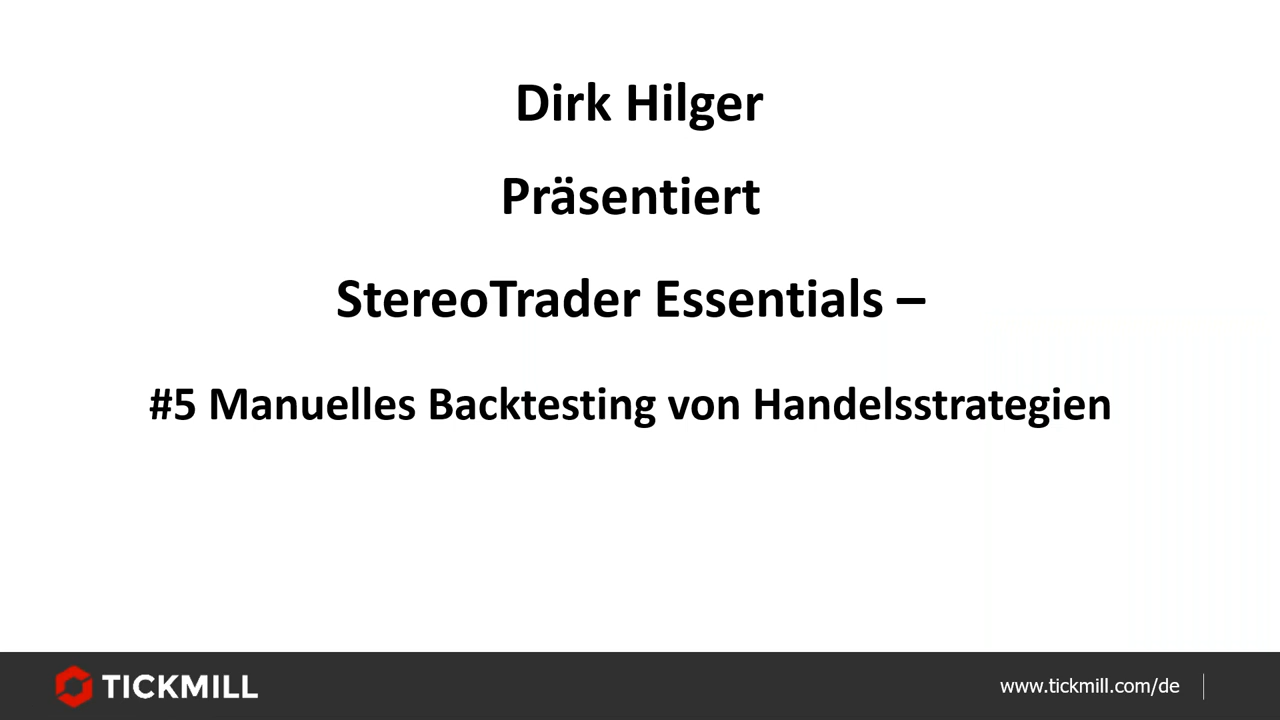 Dirk Hilger
Präsentiert
StereoTrader Essentials –
#5 Manuelles Backtesting von Handelsstrategien
TICKMILL
www.tickmill.com/de